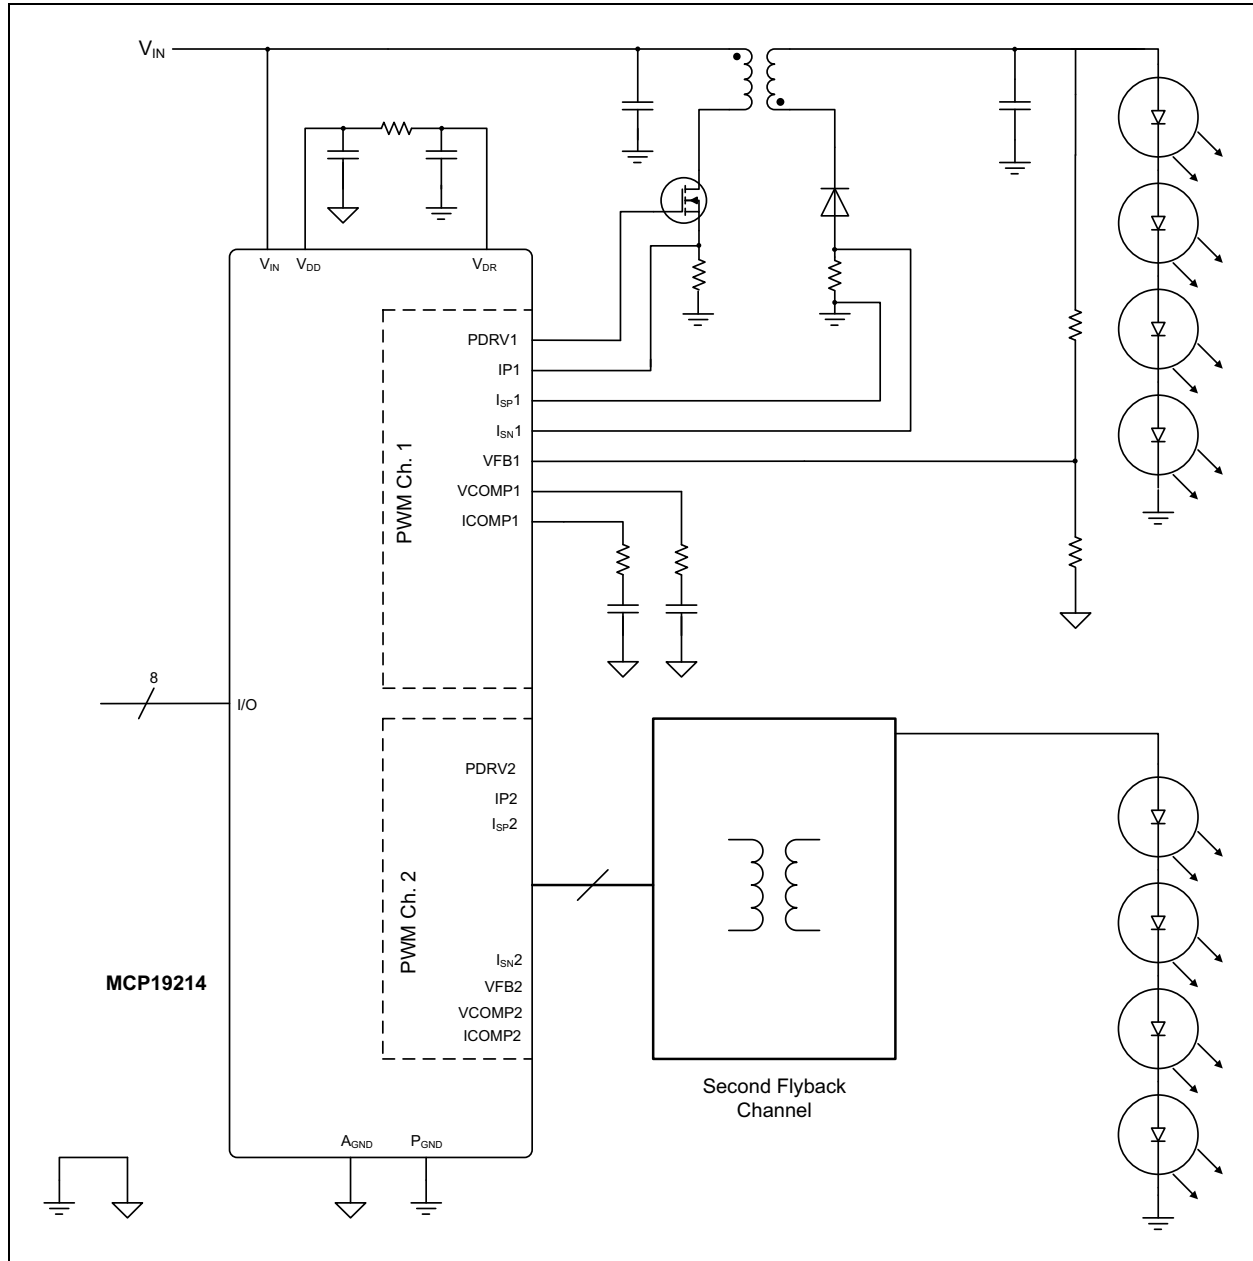 VIN
VIN
VDD
VDR
PDRV1
IP1
ISP1
ISN1
VFB1
VCOMP1
ICOMP1
PWM Ch. 1
8
I/O
PDRV2
IP2
ISP2
PWM Ch. 2
ISN2
VFB2
VCOMP2
ICOMP2
MCP19214
Second Flyback
Channel
AGND
PGND